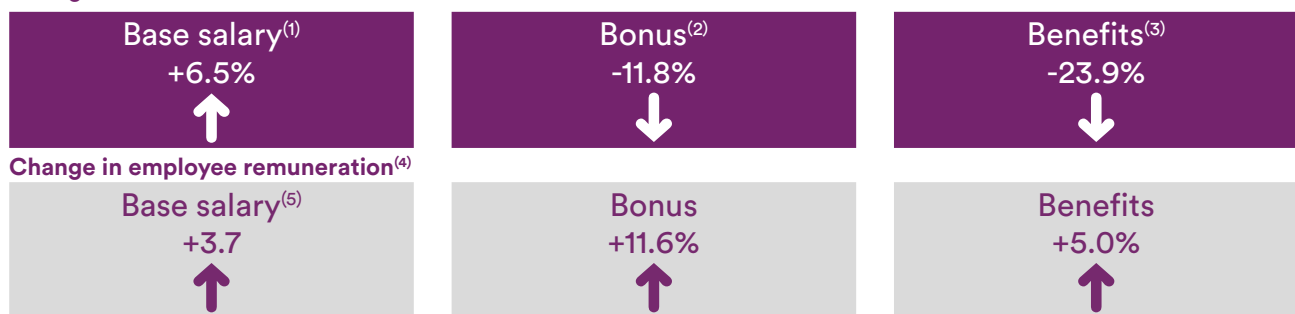 Base salary(1)
+6.5%
Bonus(2)
-11.8%
Benefits(3)
-23.9%
Change in employee remuneration(4)
Base salary(5)
+3.7
Bonus
+11.6%
Benefits
+5.0%